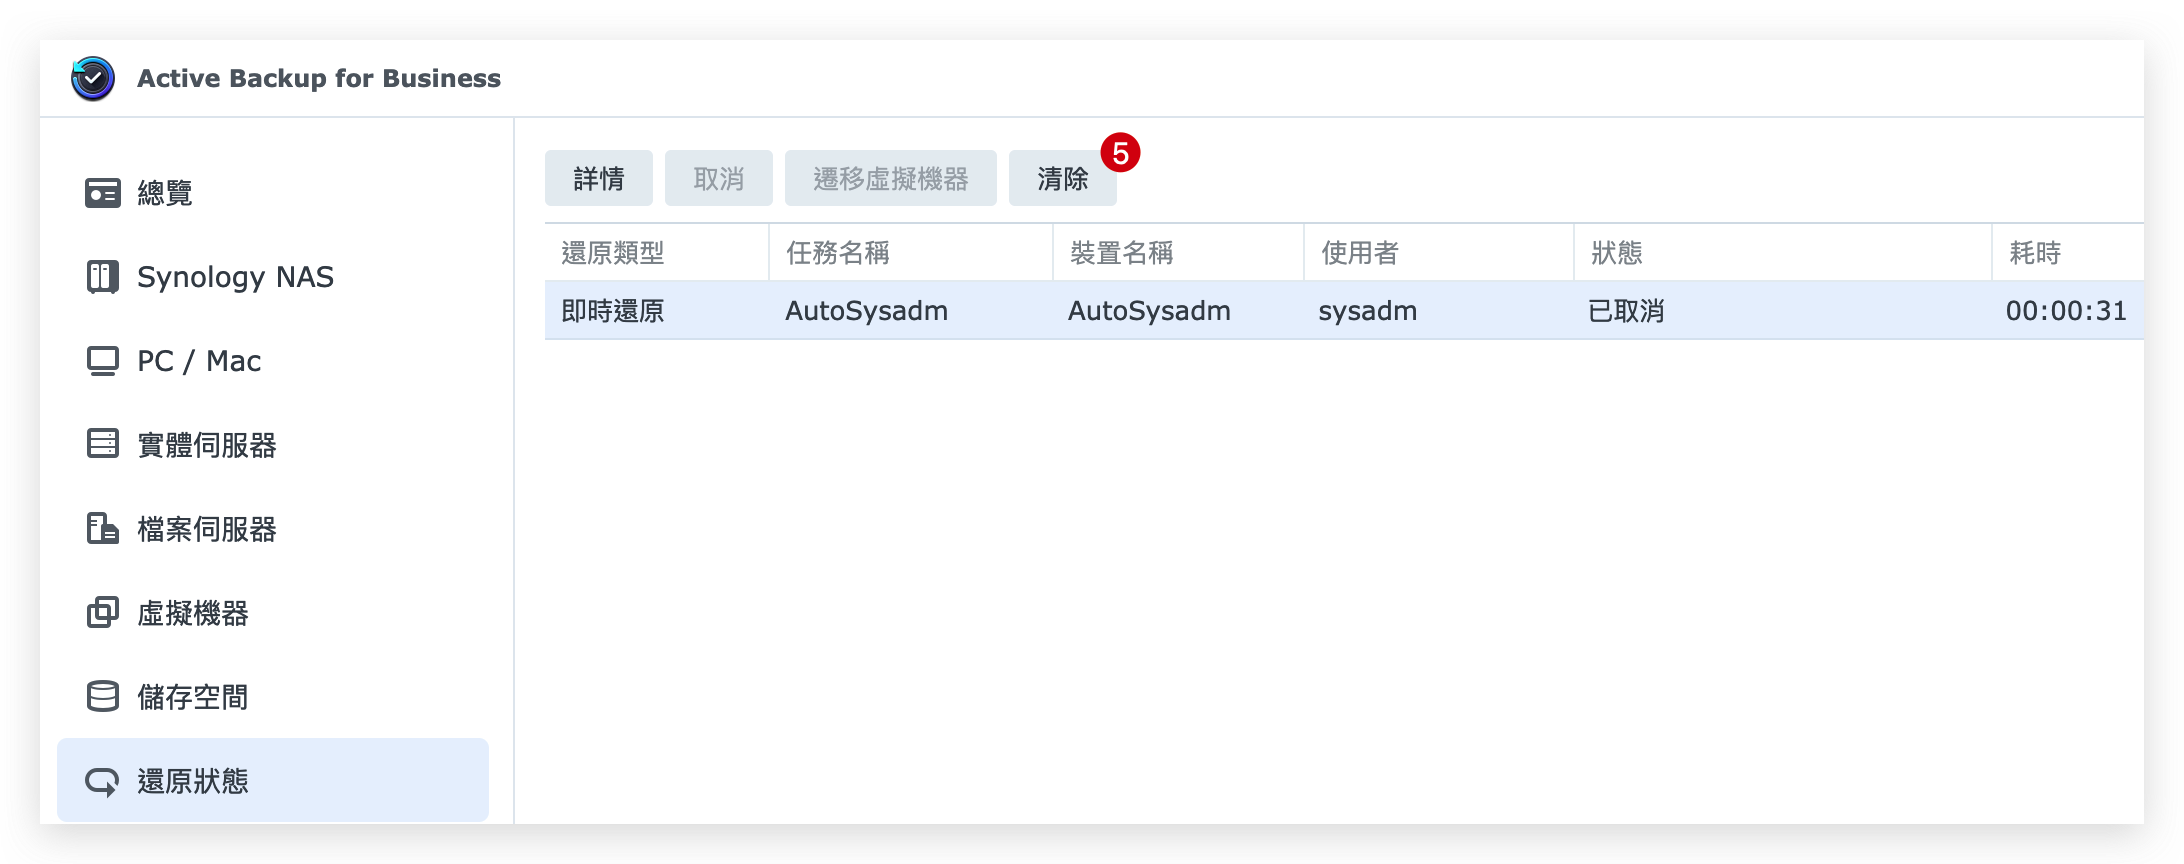 Active Backup for Business
總覽
Synology NAS
PC / Mac
實體伺服器
檔案伺服器
虛擬機器
儲存空間
還原狀態
詳情 取消 遷移虛擬機器 清除 5
還原類型 任務名稱 裝置名稱 使用者 狀態 耗時
即時還原 AutoSysadm AutoSysadm sysadm 已取消 00:00:31